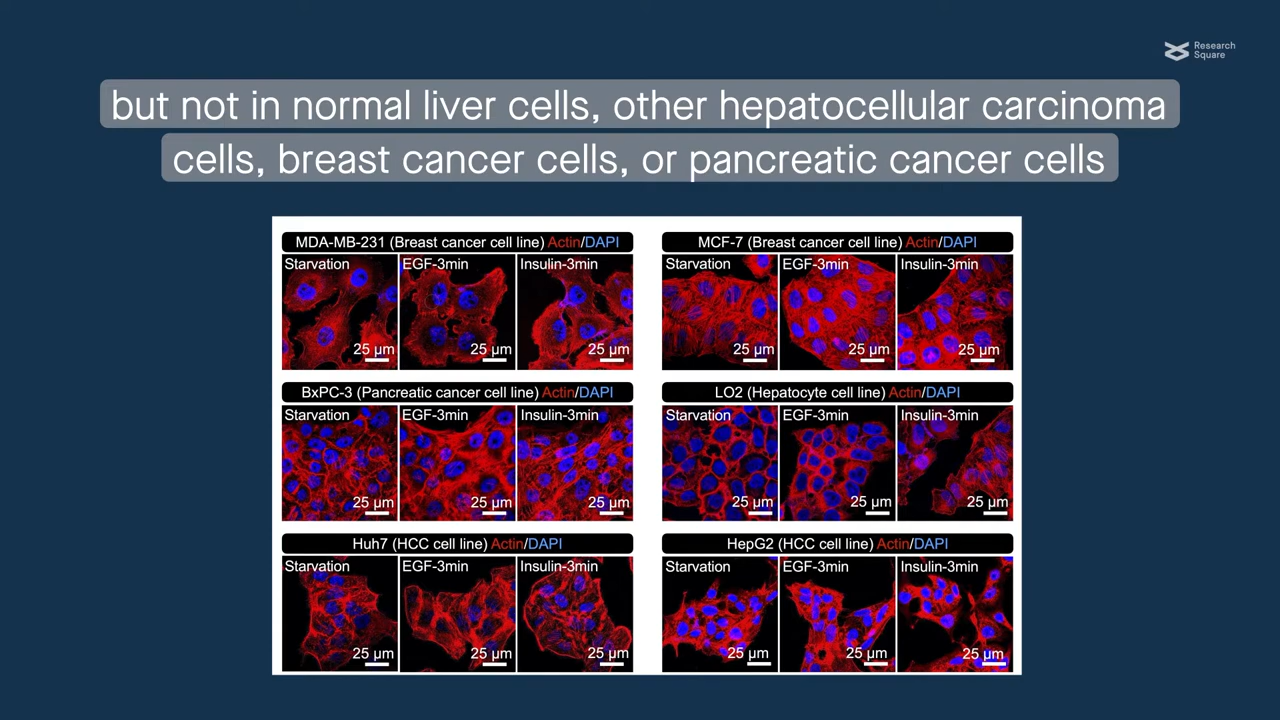 Research
Square
but not in normal liver cells, other hepatocellular carcinoma
cells, breast cancer cells, or pancreatic cancer cells
MDA-MB-231 (Breast cancer cell line) Actin/DAPI
Starvation EGF-3min Insulin-3min
25 µm 25 µm 25 µm
MCF-7 (Breast cancer cell line) Actin/DAPI
Starvation EGF-3min Insulin-3min
25 µm 25 µm 25 µm
BxPC-3 (Pancreatic cancer cell line) Actin/DAPI
Starvation EGF-3min Insulin-3min
25 µm 25 µm 25 µm
LO2 (Hepatocyte cell line) Actin/DAPI
Starvation EGF-3min Insulin-3min
25 µm 25 µm 25 µm
Huh7 (HCC cell line) Actin/DAPI
Starvation EGF-3min Insulin-3min
25 µm 25 µm 25 µm
HepG2 (HCC cell line) Actin/DAPI
Starvation EGF-3min Insulin-3min
25 µm 25 µm 25 µm